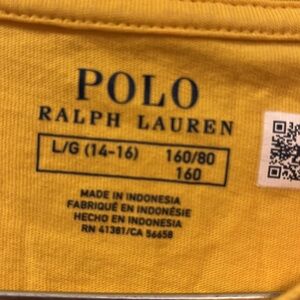 POLO
RALPH LAUREN
L/G (14-16) 160/80
160
MADE IN INDONESIA
FABRIQUÉ EN INDONÉSIE
HECHO EN INDONESIA
RN 41381/CA 56658